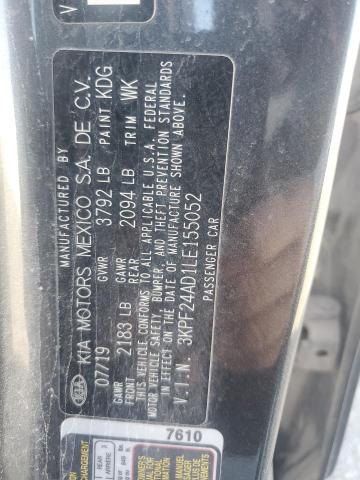 MANUFACTURED BY
KIA MOTORS MEXICO S.A. DE C.V.
07/19 GVWR 3792 LB PAINT KDG
GAWR FRONT 2183 LB GAWR REAR 2094 LB TRIM WK
THIS VEHICLE CONFORMS TO ALL APPLICABLE U.S.A. FEDERAL
MOTOR VEHICLE SAFETY, BUMPER, AND THEFT PREVENTION STANDARDS
IN EFFECT ON THE DATE OF MANUFACTURE SHOWN ABOVE.
V.I.N. 3KPF24AD1LE155052
PASSENGER CAR
7610
REAR
MANUEL
V